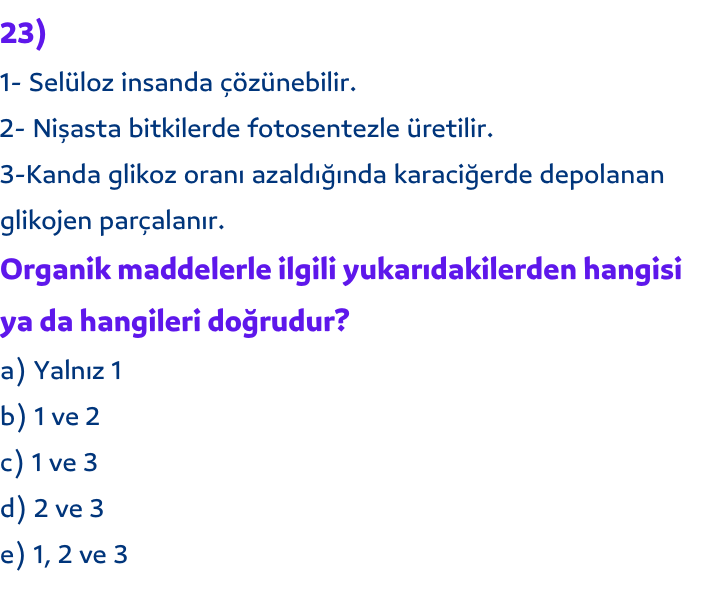 23)
1- Selüloz insanda çözünebilir.
2- Nişasta bitkilerde fotosentezle üretilir.
3-Kanda glikoz oranı azaldığında karaciğerde depolanan
glikojen parçalanır.
Organik maddelerle ilgili yukarıdakilerden hangisi
ya da hangileri doğrudur?
a) Yalnız 1
b) 1 ve 2
c) 1 ve 3
d) 2 ve 3
e) 1, 2 ve 3